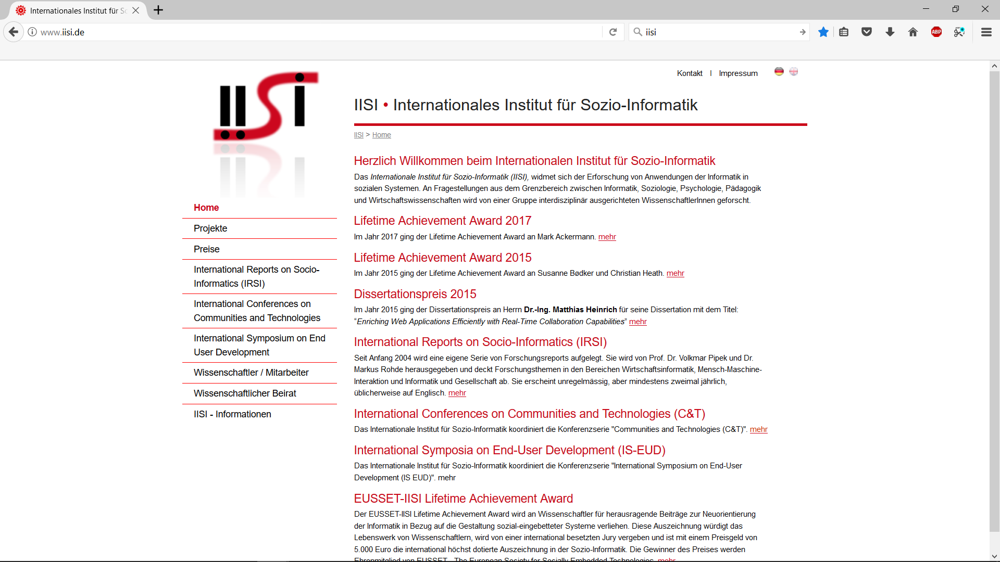 Internationales Institut für So
www.iisi.de
iisi
ABP
IISI
Kontakt I Impressum
IISI • Internationales Institut für Sozio-Informatik
IISI > Home
Home
Projekte
Preise
International Reports on Socio-
Informatics (IRSI)
International Conferences on
Communities and Technologies
International Symposium on End
User Development
Wissenschaftler / Mitarbeiter
Wissenschaftlicher Beirat
IISI - Informationen
Herzlich Willkommen beim Internationalen Institut für Sozio-Informatik
Das Internationale Institut für Sozio-Informatik (IISI), widmet sich der Erforschung von Anwendungen der Informatik in
sozialen Systemen. An Fragestellungen aus dem Grenzbereich zwischen Informatik, Soziologie, Psychologie, Pädagogik
und Wirtschaftswissenschaften wird von einer Gruppe interdisziplinär ausgerichteten WissenschaftlerInnen geforscht.
Lifetime Achievement Award 2017
Im Jahr 2017 ging der Lifetime Achievement Award an Mark Ackermann. mehr
Lifetime Achievement Award 2015
Im Jahr 2015 ging der Lifetime Achievement Award an Susanne Bødker und Christian Heath. mehr
Dissertationspreis 2015
Im Jahr 2015 ging der Dissertationspreis an Herrn Dr.-Ing. Matthias Heinrich für seine Dissertation mit dem Titel:
“Enriching Web Applications Efficiently with Real-Time Collaboration Capabilities” mehr
International Reports on Socio-Informatics (IRSI)
Seit Anfang 2004 wird eine eigene Serie von Forschungsreports aufgelegt. Sie wird von Prof. Dr. Volkmar Pipek und Dr.
Markus Rohde herausgegeben und deckt Forschungsthemen in den Bereichen Wirtschaftsinformatik, Mensch-Maschine-
Interaktion und Informatik und Gesellschaft ab. Sie erscheint unregelmässig, aber mindestens zweimal jährlich,
üblicherweise auf Englisch. mehr
International Conferences on Communities and Technologies (C&T)
Das Internationale Institut für Sozio-Informatik koordiniert die Konferenzserie "Communities and Technologies (C&T)". mehr
International Symposia on End-User Development (IS-EUD)
Das Internationale Institut für Sozio-Informatik koordiniert die Konferenzserie "International Symposium on End-User
Development (IS EUD)". mehr
EUSSET-IISI Lifetime Achievement Award
Der EUSSET-IISI Lifetime Achievement Award wird an Wissenschaftler für herausragende Beiträge zur Neuorientierung
der Informatik in Bezug auf die Gestaltung sozial-eingebetteter Systeme verliehen. Diese Auszeichnung würdigt das
Lebenswerk von Wissenschaftlern, wird von einer international besetzten Jury vergeben und ist mit einem Preisgeld von
5.000 Euro die international höchst dotierte Auszeichnung in der Sozio-Informatik. Die Gewinner des Preises werden
Ehrenmitglied von EUSSET - The European Society for Socially Embedded Technologies. mehr